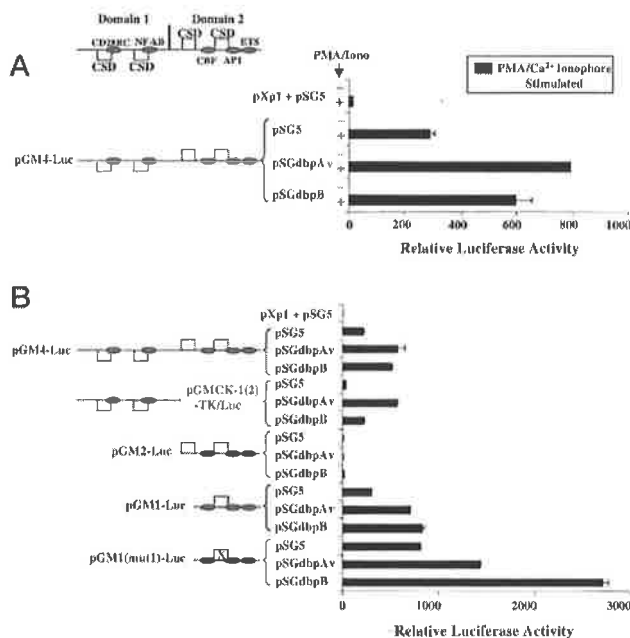 Domain 1
Domain 2
CSD CSD
CD28RC NFAB
ETS
CSD CSD
CBF AP1
A
PMA/Iono
PMA/Ca2+ Ionophore
Stimulated
pXp1 + pSG5
−
+
pGM4-Luc
pSG5
−
+
pSGdbpAv
−
+
pSGdbpB
−
+
0 200 400 600 800 1000
Relative Luciferase Activity
B
pXp1 + pSG5
pGM4-Luc
pSG5
pSGdbpAv
pSGdbpB
pGMCK-1(2)
-TK/Luc
pSG5
pSGdbpAv
pSGdbpB
pGM2-Luc
pSG5
pSGdbpAv
pSGdbpB
pGM1-Luc
pSG5
pSGdbpAv
pSGdbpB
pGM1(mut1)-Luc
X
pSG5
pSGdbpAv
pSGdbpB
0 1000 2000 3000
Relative Luciferase Activity